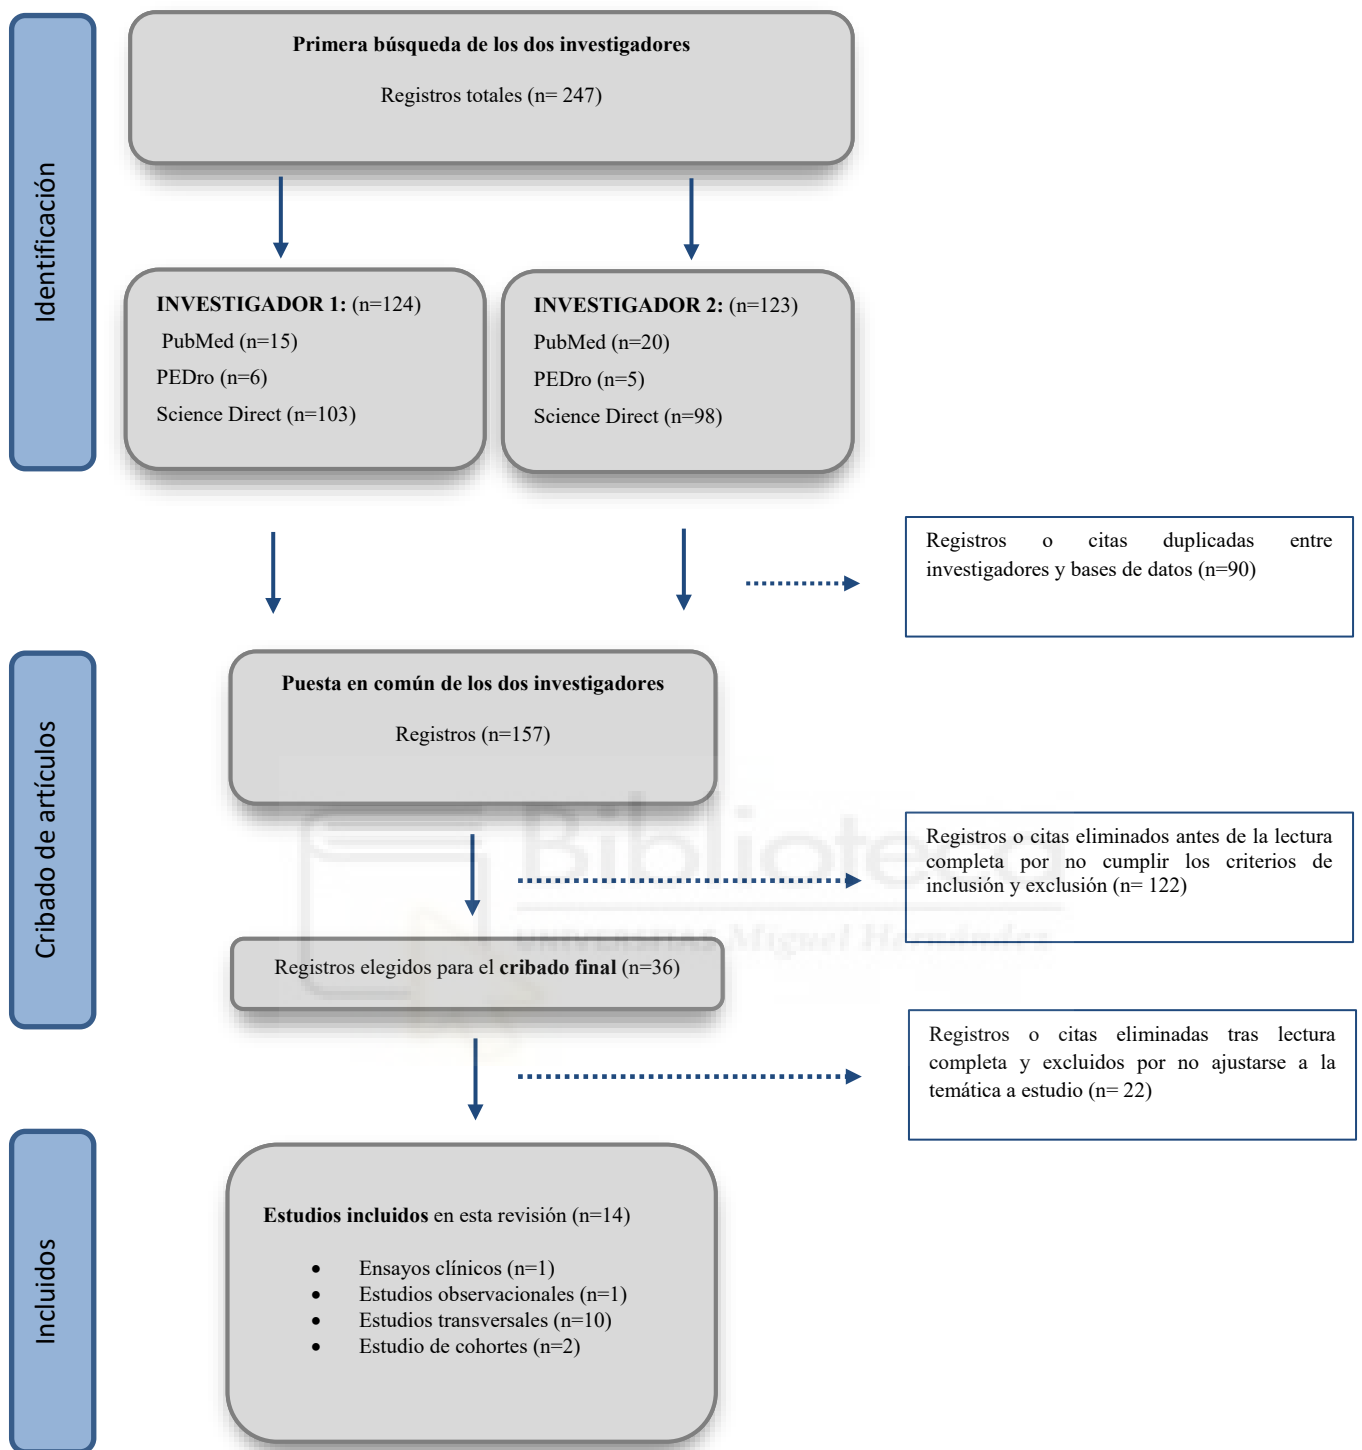 Identificación
Primera búsqueda de los dos investigadores
Registros totales (n= 247)
INVESTIGADOR 1: (n=124)
PubMed (n=15)
PEDro (n=6)
Science Direct (n=103)
INVESTIGADOR 2: (n=123)
PubMed (n=20)
PEDro (n=5)
Science Direct (n=98)
Registros o citas duplicadas entre
investigadores y bases de datos (n=90)
Cribado de artículos
Puesta en común de los dos investigadores
Registros (n=157)
Biblioteca
UNIVERSITAS Miguel Hernández
Registros o citas eliminados antes de la lectura
completa por no cumplir los criterios de
inclusión y exclusión (n= 122)
Registros elegidos para el cribado final (n=36)
Registros o citas eliminadas tras lectura
completa y excluidos por no ajustarse a la
temática a estudio (n= 22)
Incluidos
Estudios incluidos en esta revisión (n=14)
• Ensayos clínicos (n=1)
• Estudios observacionales (n=1)
• Estudios transversales (n=10)
• Estudio de cohortes (n=2)